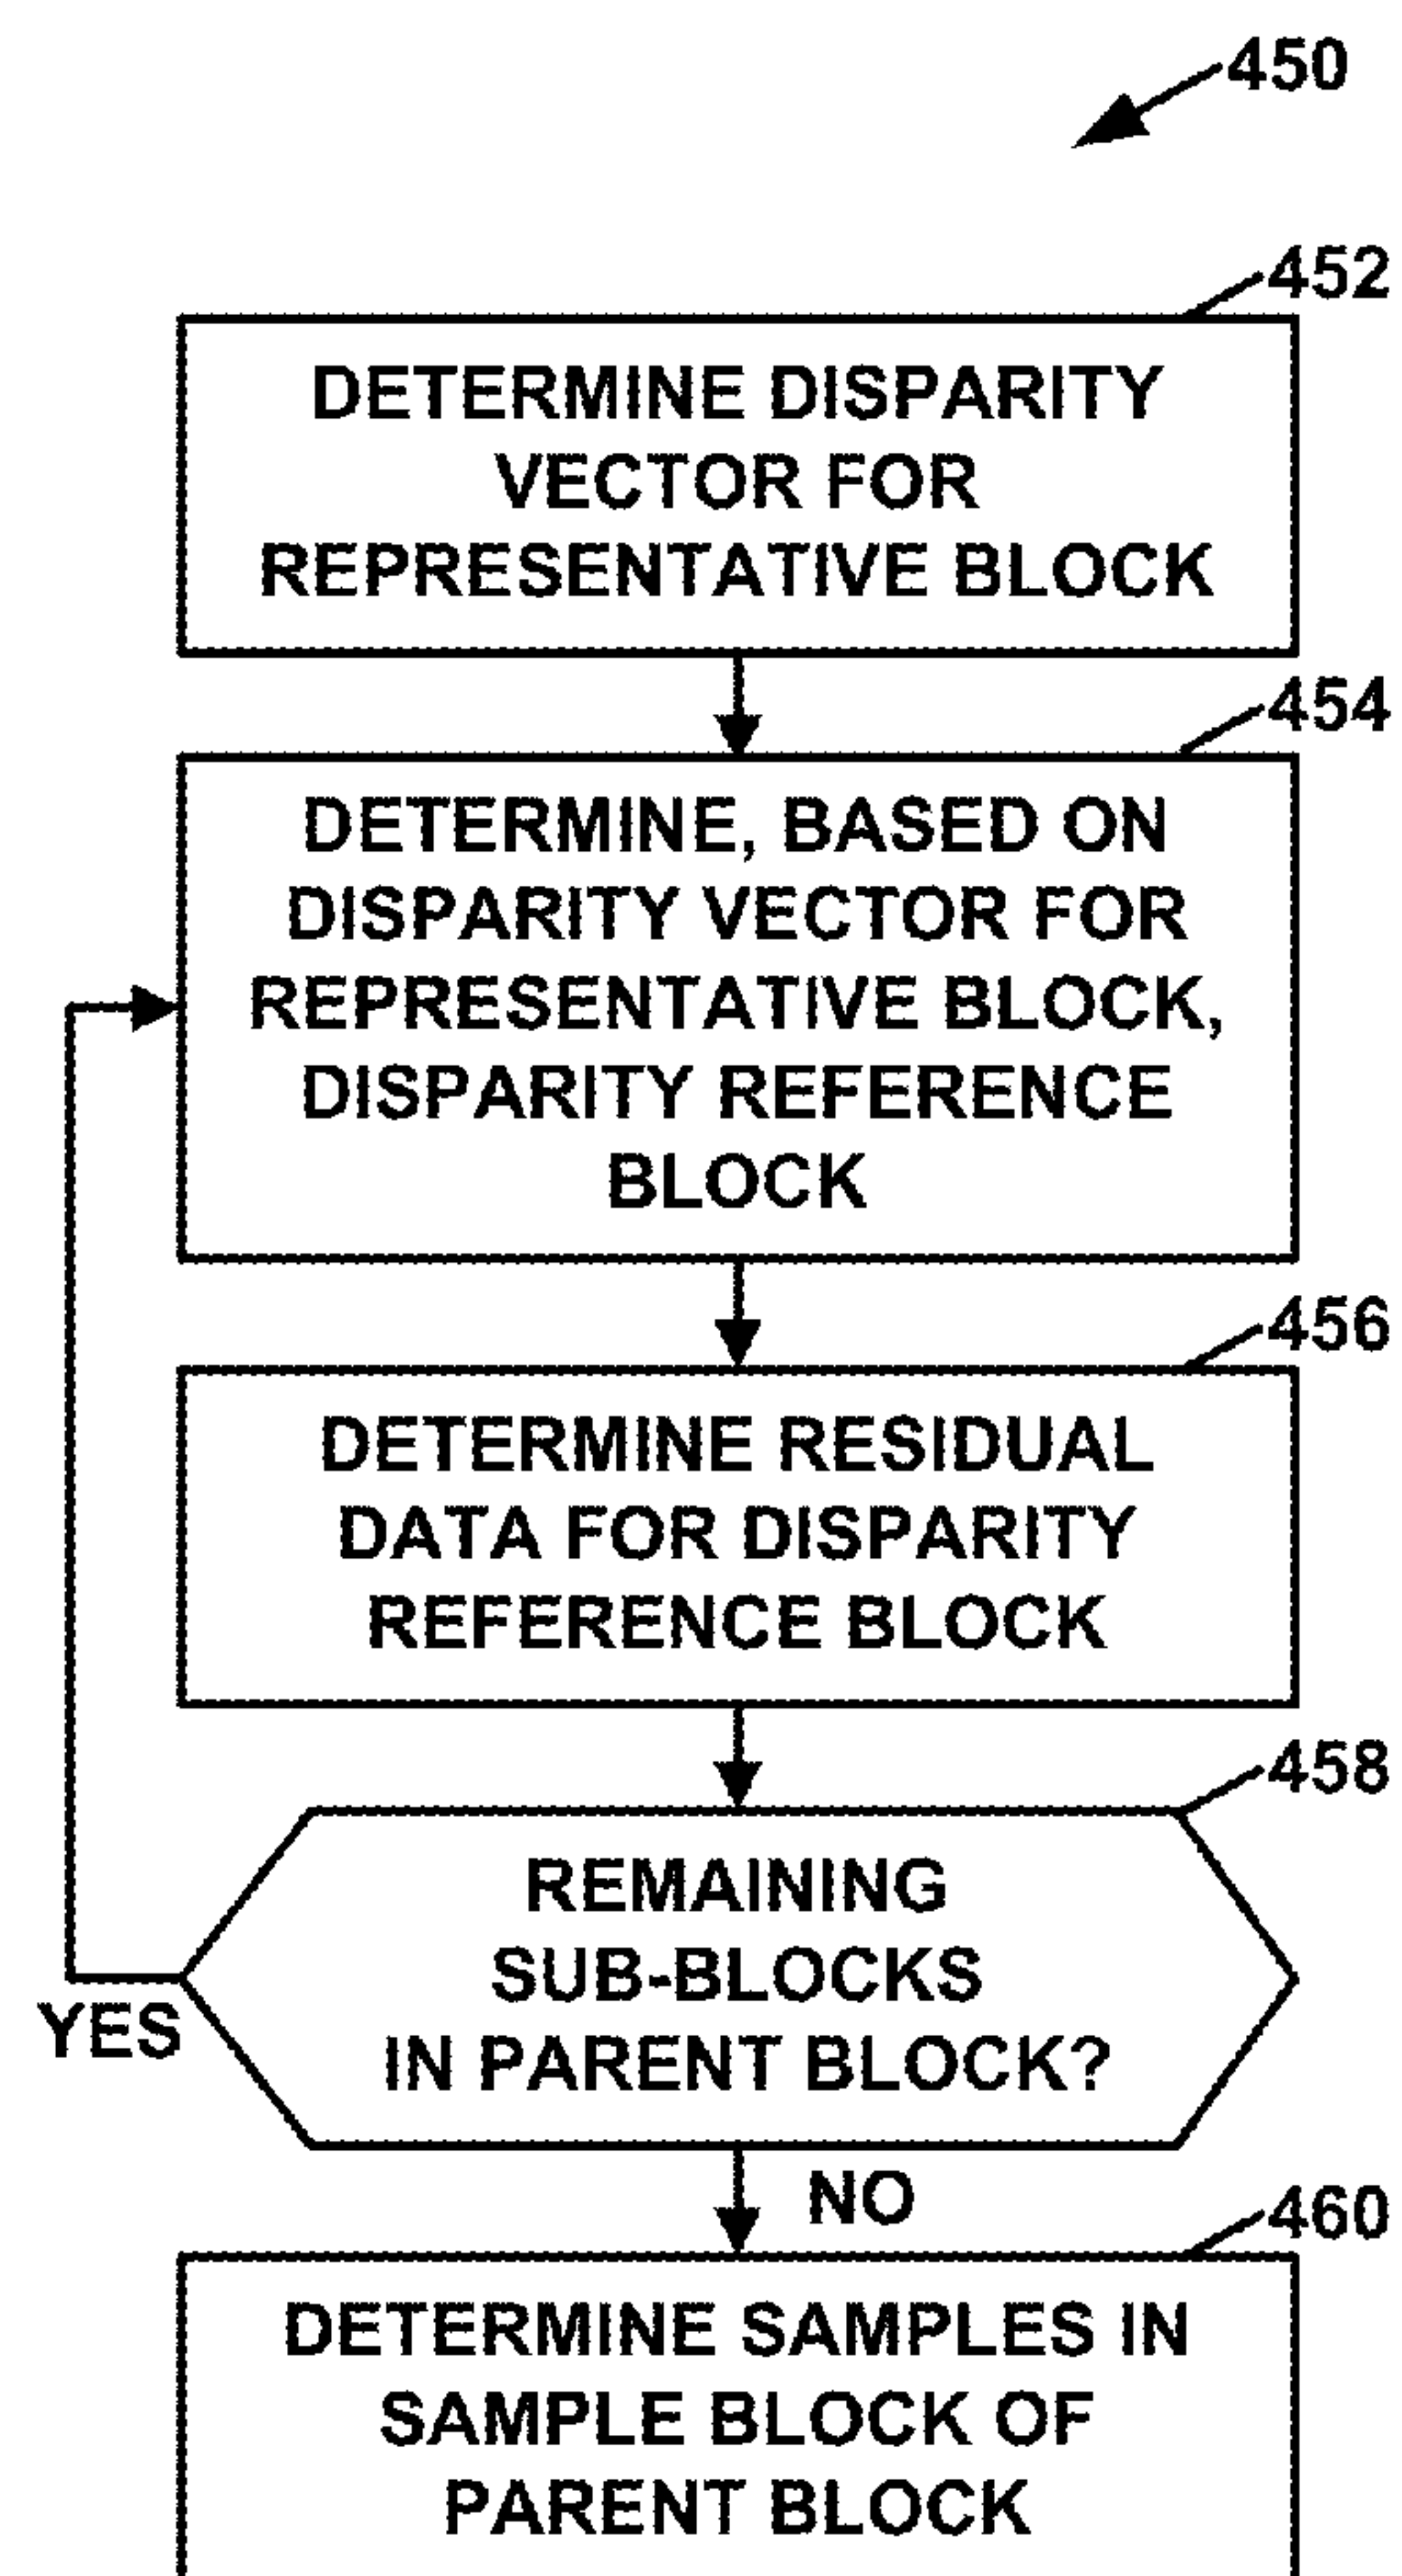 450
452
DETERMINE DISPARITY
VECTOR FOR
REPRESENTATIVE BLOCK
454
DETERMINE, BASED ON
DISPARITY VECTOR FOR
REPRESENTATIVE BLOCK,
DISPARITY REFERENCE
BLOCK
456
DETERMINE RESIDUAL
DATA FOR DISPARITY
REFERENCE BLOCK
458
REMAINING
SUB-BLOCKS
IN PARENT BLOCK?
YES
NO
460
DETERMINE SAMPLES IN
SAMPLE BLOCK OF
PARENT BLOCK